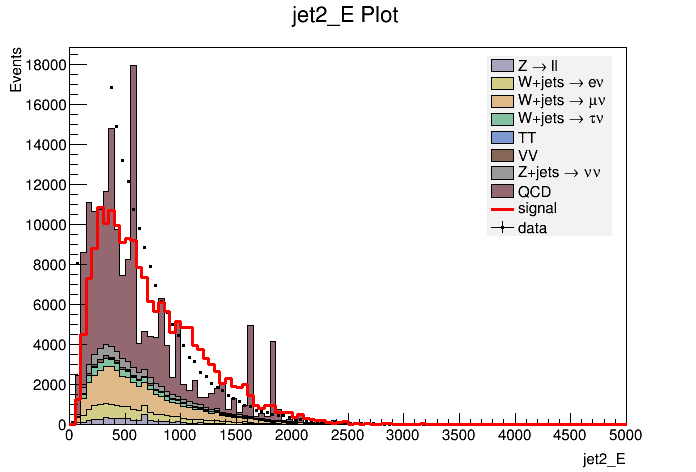 jet2_E Plot
Events
18000
16000
14000
12000
10000
8000
6000
4000
2000
0
0 500 1000 1500 2000 2500 3000 3500 4000 4500 5000
jet2_E
Z → ll
W+jets → eν
W+jets → μν
W+jets → τν
TT
VV
Z+jets → νν
QCD
signal
data